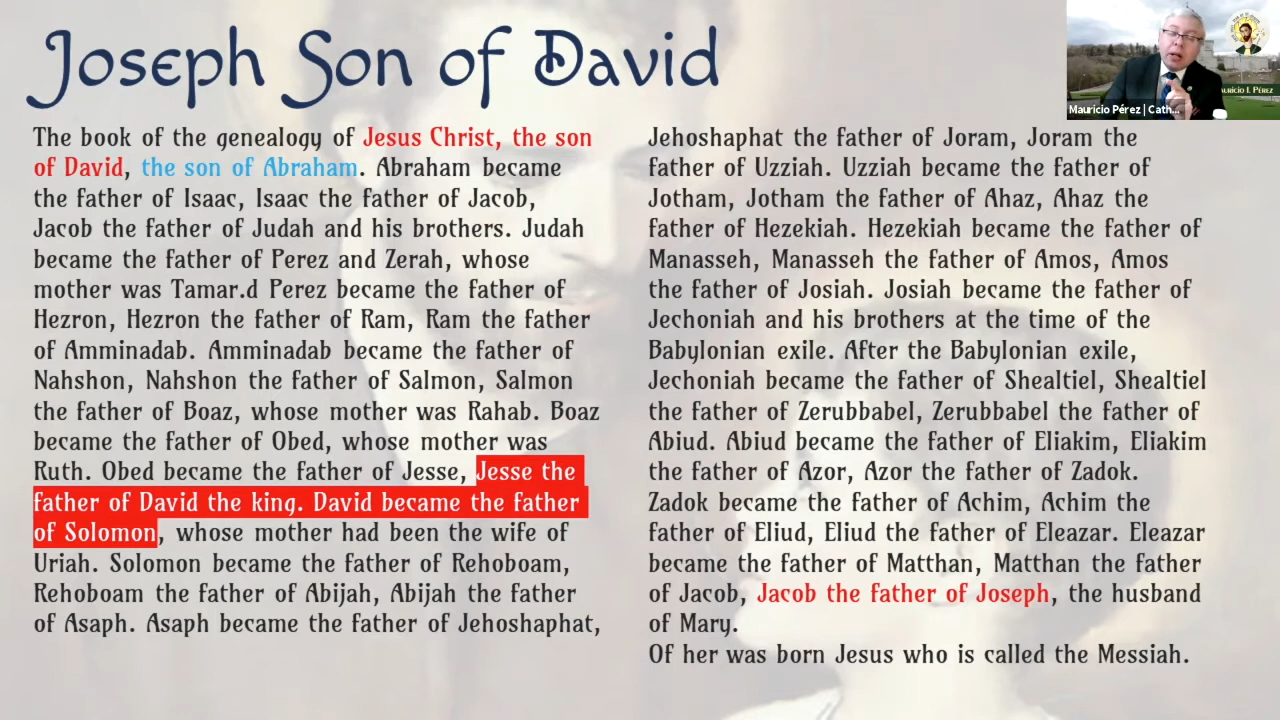 Joseph Son of David
The book of the genealogy of Jesus Christ, the son
of David, the son of Abraham. Abraham became
the father of Isaac, Isaac the father of Jacob,
Jacob the father of Judah and his brothers. Judah
became the father of Perez and Zerah, whose
mother was Tamar.d Perez became the father of
Hezron, Hezron the father of Ram, Ram the father
of Amminadab. Amminadab became the father of
Nahshon, Nahshon the father of Salmon, Salmon
the father of Boaz, whose mother was Rahab. Boaz
became the father of Obed, whose mother was
Ruth. Obed became the father of Jesse, Jesse the
father of David the king. David became the father
of Solomon, whose mother had been the wife of
Uriah. Solomon became the father of Rehoboam,
Rehoboam the father of Abijah, Abijah the father
of Asaph. Asaph became the father of Jehoshaphat,
Jehoshaphat the father of Joram, Joram the
father of Uzziah. Uzziah became the father of
Jotham, Jotham the father of Ahaz, Ahaz the
father of Hezekiah. Hezekiah became the father of
Manasseh, Manasseh the father of Amos, Amos
the father of Josiah. Josiah became the father of
Jechoniah and his brothers at the time of the
Babylonian exile. After the Babylonian exile,
Jechoniah became the father of Shealtiel, Shealtiel
the father of Zerubbabel, Zerubbabel the father of
Abiud. Abiud became the father of Eliakim, Eliakim
the father of Azor, Azor the father of Zadok.
Zadok became the father of Achim, Achim the
father of Eliud, Eliud the father of Eleazar. Eleazar
became the father of Matthan, Matthan the father
of Jacob, Jacob the father of Joseph, the husband
of Mary.
Of her was born Jesus who is called the Messiah.
Mauricio Pérez | Cath...
I. Pérez